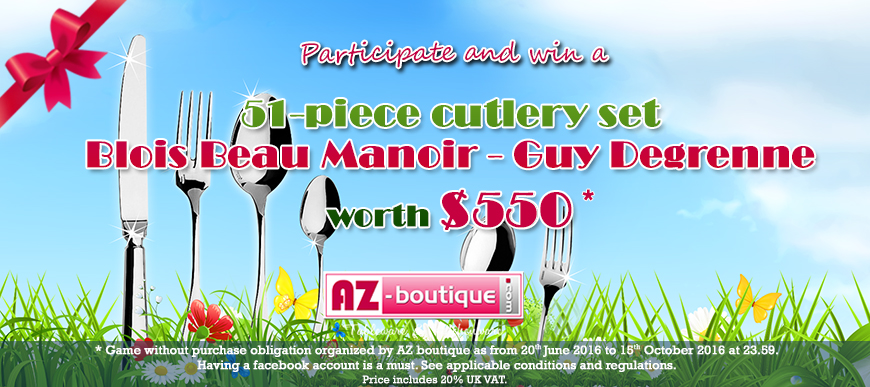 Participate and win a
51-piece cutlery set
Blois Beau Manoir - Guy Degrenne
worth $550 *
AZ-boutique.com
* Game without purchase obligation organized by AZ boutique as from 20th June 2016 to 15th October 2016 at 23.59.
Having a facebook account is a must. See applicable conditions and regulations.
Price includes 20% UK VAT.